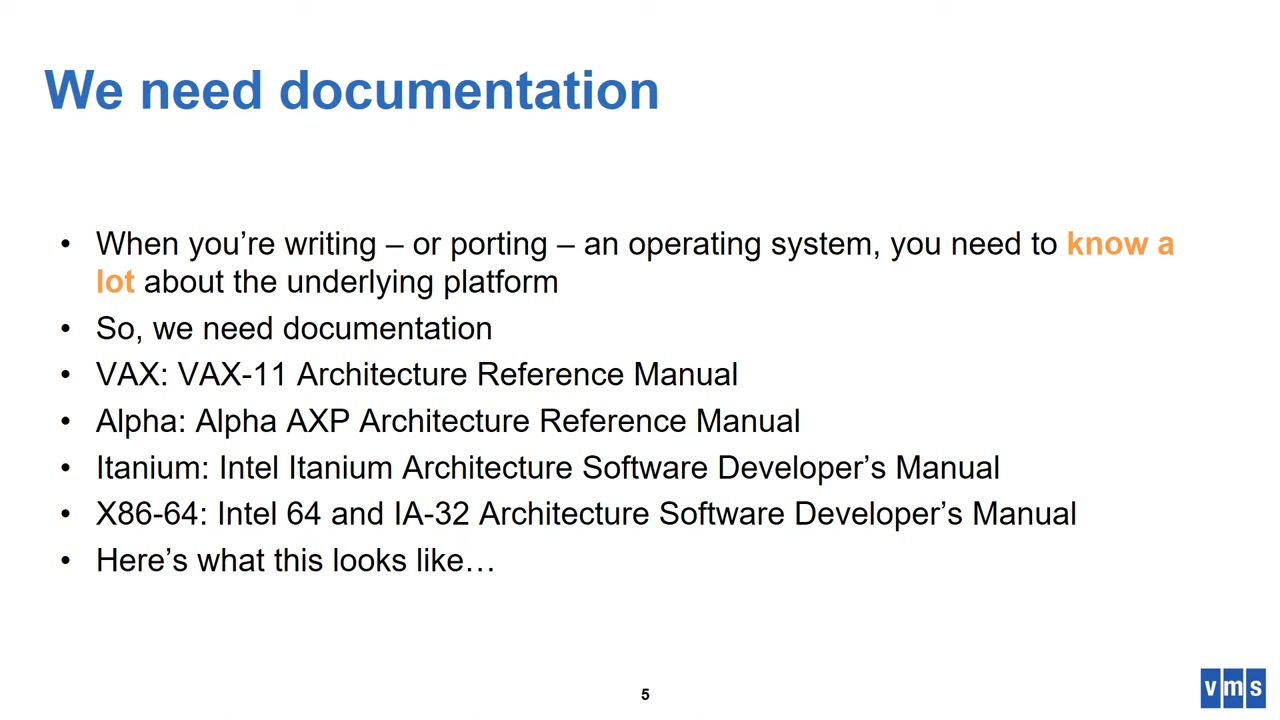 We need documentation
• When you’re writing – or porting – an operating system, you need to know a
lot about the underlying platform
• So, we need documentation
• VAX: VAX-11 Architecture Reference Manual
• Alpha: Alpha AXP Architecture Reference Manual
• Itanium: Intel Itanium Architecture Software Developer’s Manual
• X86-64: Intel 64 and IA-32 Architecture Software Developer’s Manual
• Here’s what this looks like…
5
vms